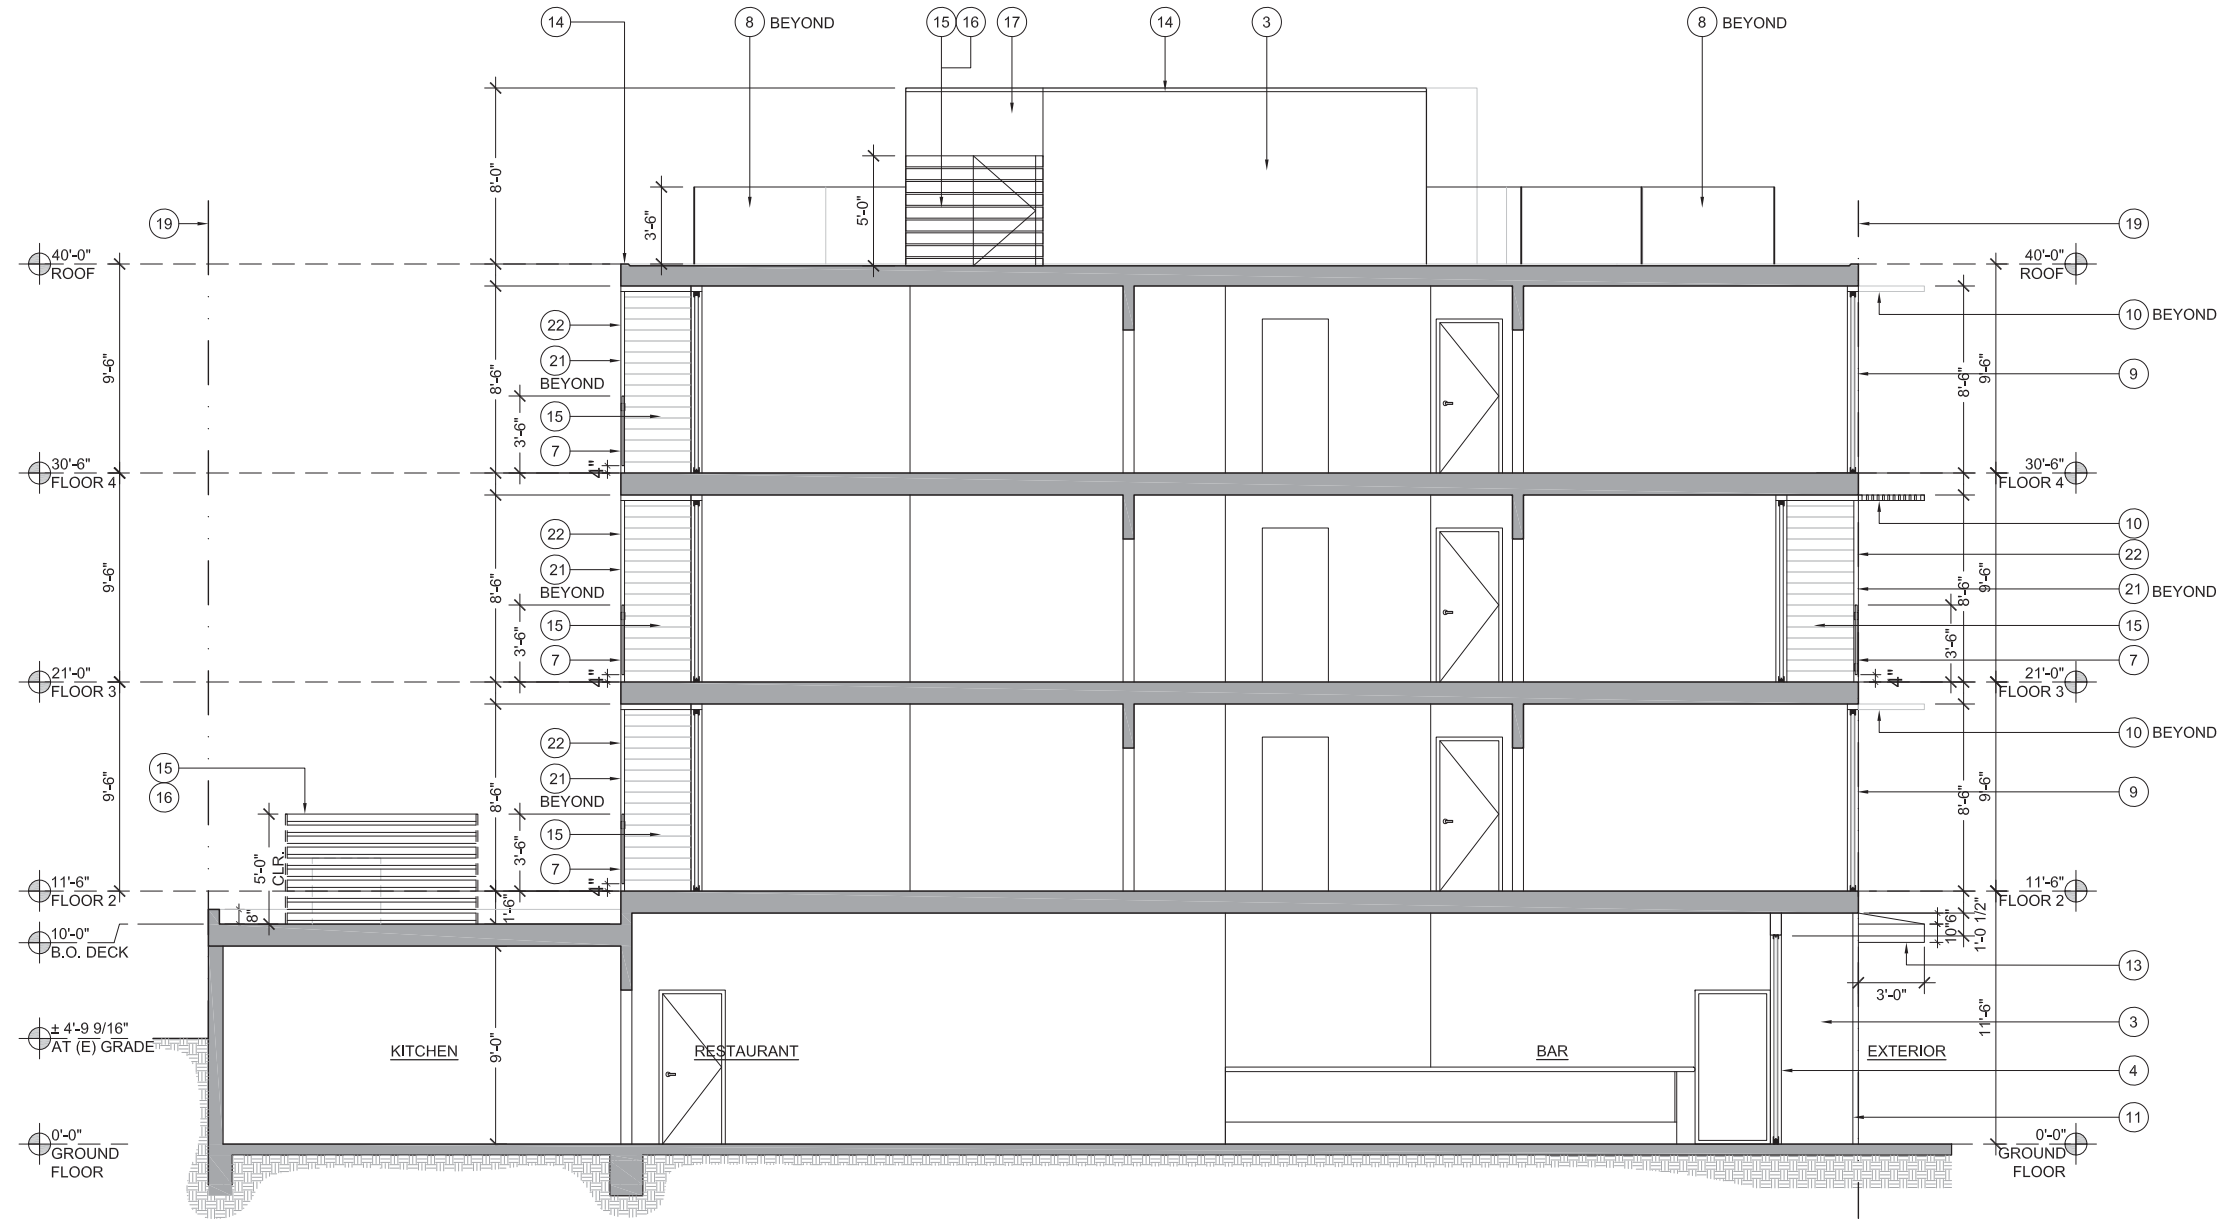 14
8 BEYOND
15 16
17
14
3
8 BEYOND
8'-0"
3'-6"
5'-0"
19
19
40'-0"
ROOF
40'-0"
ROOF
9'-6"
8'-6"
22
21
BEYOND
15
3'-6"
7
4"
10 BEYOND
9
8'-6"
9'-6"
30'-6"
FLOOR 4
30'-6"
FLOOR 4
9'-6"
8'-6"
22
21
BEYOND
15
3'-6"
7
4"
10
22
21 BEYOND
15
7
8'-6"
9'-6"
3'-6"
4"
21'-0"
FLOOR 3
21'-0"
FLOOR 3
9'-6"
8'-6"
22
21
BEYOND
15
3'-6"
7
4"
10 BEYOND
9
8'-6"
9'-6"
15
16
5'-0"
CLR.
11'-6"
FLOOR 2
11'-6"
FLOOR 2
8"
1'-6"
10"
6"
1'-0 1/2"
10'-0"
B.O. DECK
13
3'-0"
3
± 4'-9 9/16"
AT (E) GRADE
9'-0"
11'-6"
KITCHEN
RESTAURANT
BAR
EXTERIOR
4
11
0'-0"
GROUND
FLOOR
0'-0"
GROUND
FLOOR